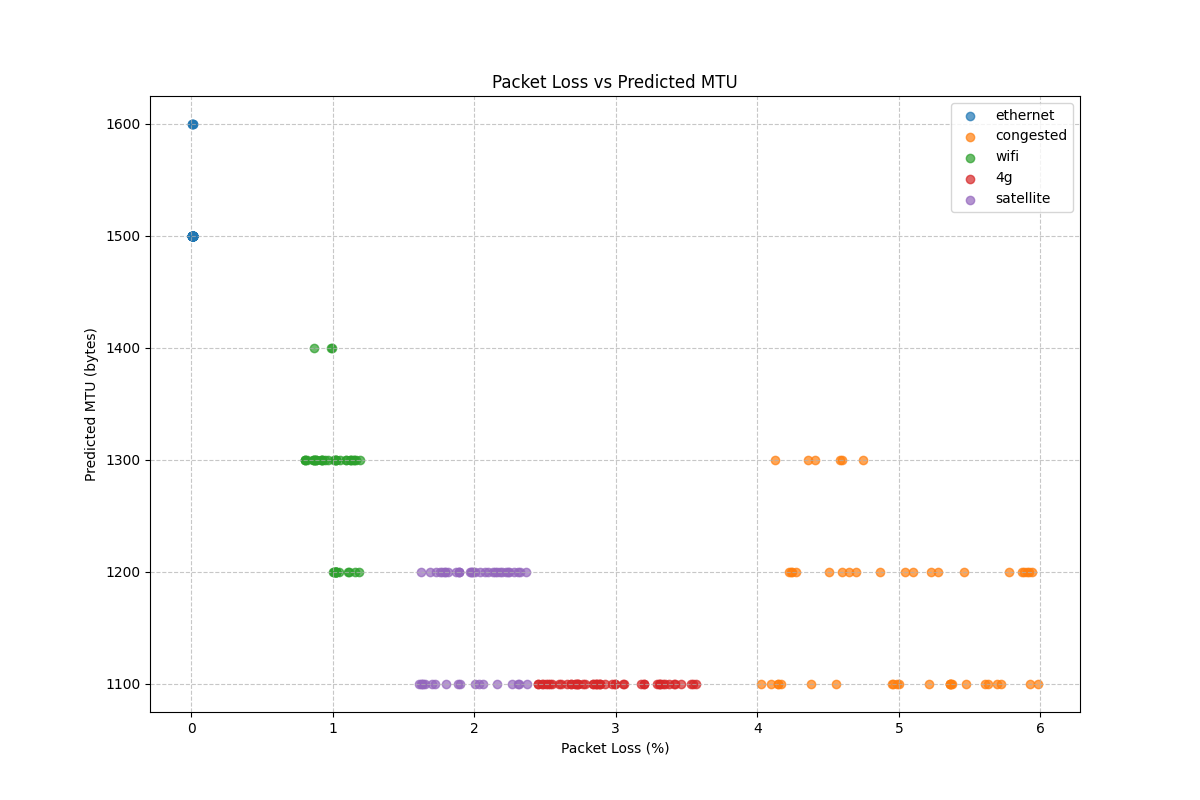 Packet Loss vs Predicted MTU
ethernet
congested
wifi
4g
satellite
Predicted MTU (bytes)
1600
1500
1400
1300
1200
1100
0 1 2 3 4 5 6
Packet Loss (%)